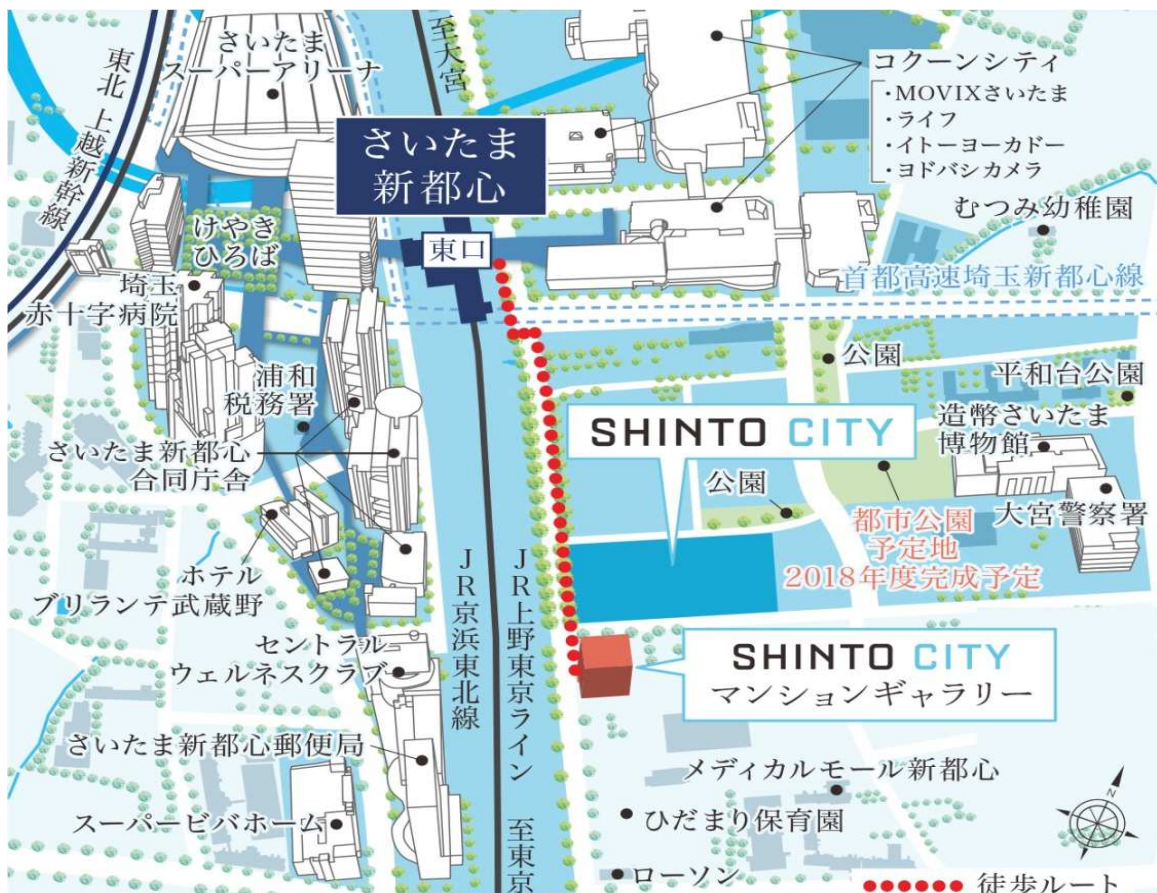 さいたま
スーパーアリーナ
至大宮
東北 上越新幹線
さいたま
新都心
東口
コクーンシティ
・MOVIXさいたま
・ライフ
・イトーヨーカドー
・ヨドバシカメラ
むつみ幼稚園
けやき
ひろば
埼玉
赤十字病院
首都高速埼玉新都心線
浦和
税務署
さいたま新都心
合同庁舎
公園
平和台公園
造幣さいたま
博物館
SHINTO CITY
公園
大宮警察署
都市公園
予定地
2018年度完成予定
ホテル
ブリランテ武蔵野
JR京浜東北線
JR上野東京ライン
至東京
セントラル
ウェルネスクラブ
SHINTO CITY
マンションギャラリー
さいたま新都心郵便局
スーパービバホーム
メディカルモール新都心
ひだまり保育園
ローソン
N
徒歩ルート